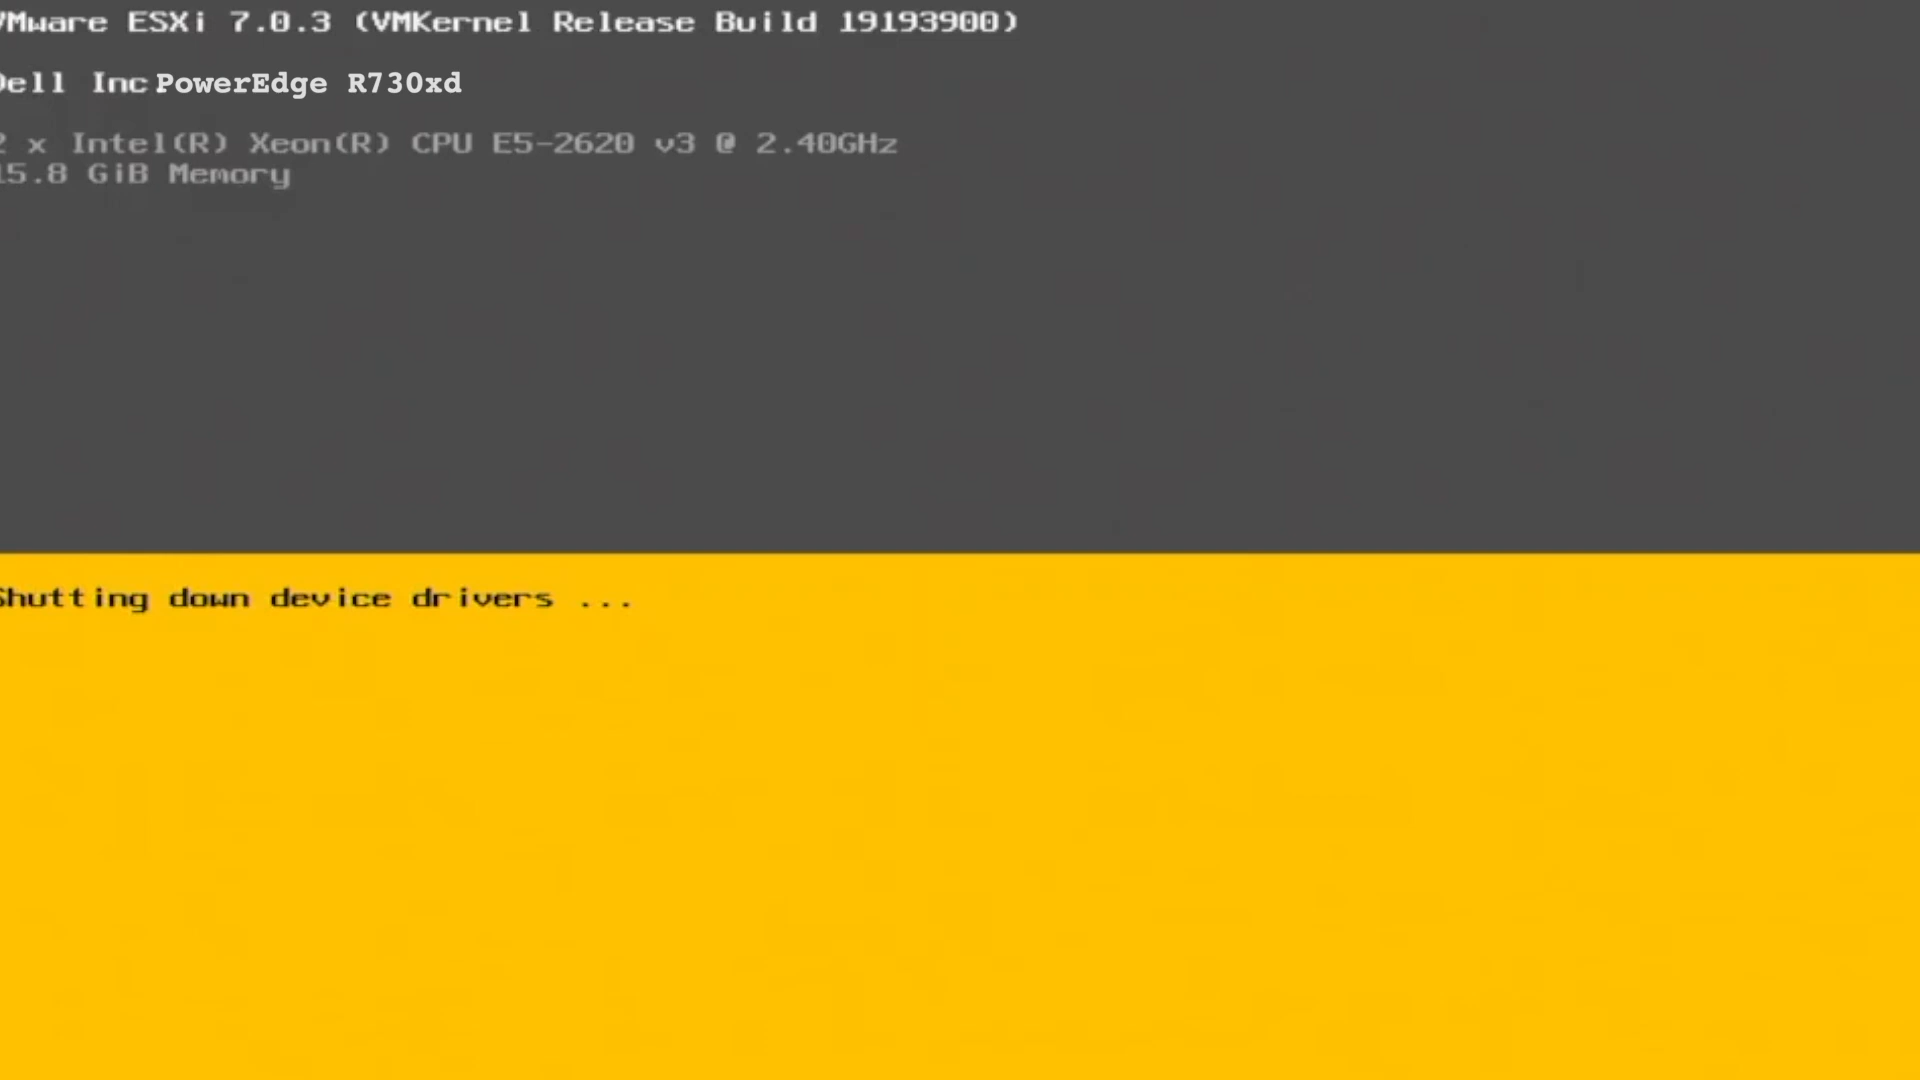 VMware ESXi 7.0.3 (VMKernel Release Build 19193900)
Dell Inc PowerEdge R730xd
2 x Intel(R) Xeon(R) CPU E5-2620 v3 @ 2.40GHz
15.8 GiB Memory
Shutting down device drivers ...